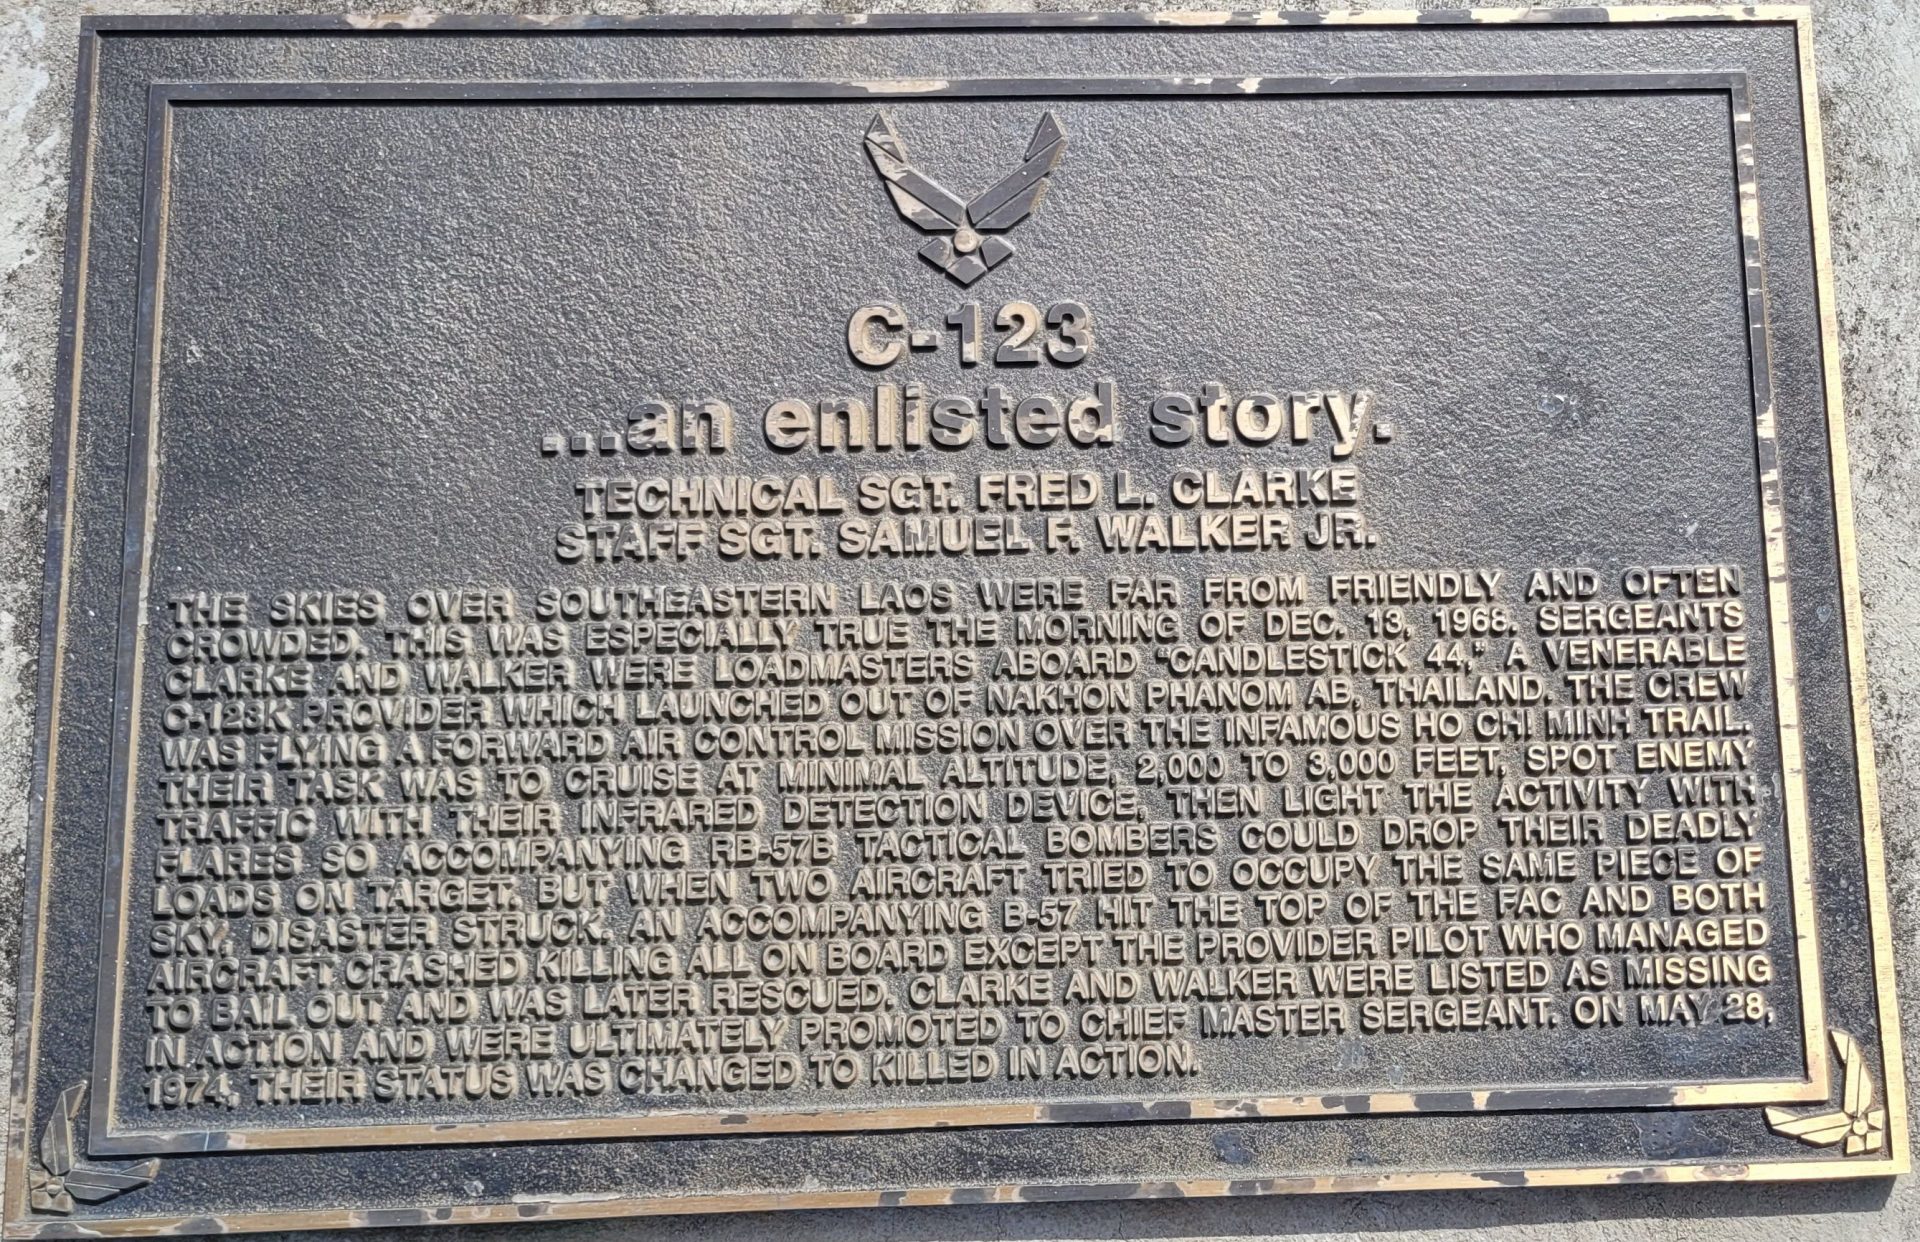 C-123
...an enlisted story.
TECHNICAL SGT. FRED L. CLARKE
STAFF SGT. SAMUEL F. WALKER JR.
THE SKIES OVER SOUTHEASTERN LAOS WERE FAR FROM FRIENDLY AND OFTEN
CROWDED. THIS WAS ESPECIALLY TRUE THE MORNING OF DEC. 13, 1968. SERGEANTS
CLARKE AND WALKER WERE LOADMASTERS ABOARD "CANDLESTICK 44," A VENERABLE
C-123K PROVIDER WHICH LAUNCHED OUT OF NAKHON PHANOM AB, THAILAND. THE CREW
WAS FLYING A FORWARD AIR CONTROL MISSION OVER THE INFAMOUS HO CHI MINH TRAIL.
THEIR TASK WAS TO CRUISE AT MINIMAL ALTITUDE, 2,000 TO 3,000 FEET, SPOT ENEMY
TRAFFIC WITH THEIR INFRARED DETECTION DEVICE, THEN LIGHT THE ACTIVITY WITH
FLARES SO ACCOMPANYING RB-57B TACTICAL BOMBERS COULD DROP THEIR DEADLY
LOADS ON TARGET. BUT WHEN TWO AIRCRAFT TRIED TO OCCUPY THE SAME PIECE OF
SKY, DISASTER STRUCK. AN ACCOMPANYING B-57 HIT THE TOP OF THE FAC AND BOTH
AIRCRAFT CRASHED KILLING ALL ON BOARD EXCEPT THE PROVIDER PILOT WHO MANAGED
TO BAIL OUT AND WAS LATER RESCUED. CLARKE AND WALKER WERE LISTED AS MISSING
IN ACTION AND WERE ULTIMATELY PROMOTED TO CHIEF MASTER SERGEANT. ON MAY 28,
1974, THEIR STATUS WAS CHANGED TO KILLED IN ACTION.